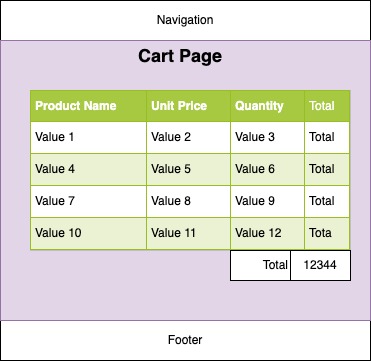 Navigation
Cart Page
Product Name Unit Price Quantity Total
Value 1 Value 2 Value 3 Total
Value 4 Value 5 Value 6 Total
Value 7 Value 8 Value 9 Total
Value 10 Value 11 Value 12 Tota
Total 12344
Footer